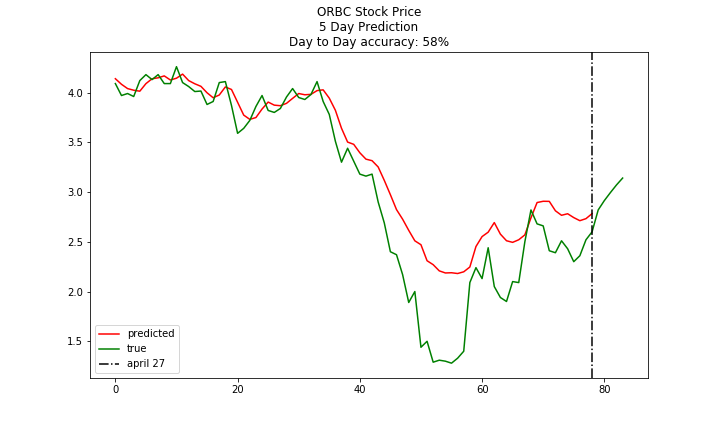 ORBC Stock Price
5 Day Prediction
Day to Day accuracy: 58%
4.0
3.5
3.0
2.5
2.0
1.5
predicted
true
april 27
0 20 40 60 80